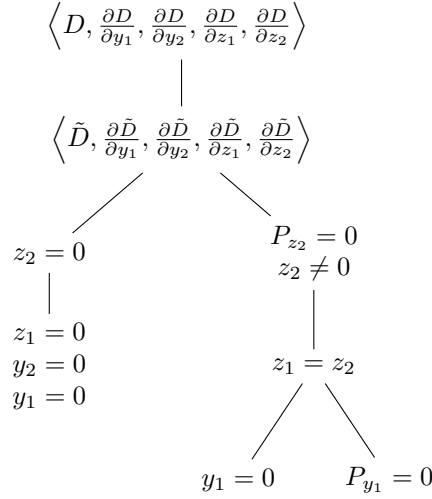 ⟨D, ∂D/∂y₁, ∂D/∂y₂, ∂D/∂z₁, ∂D/∂z₂⟩
⟨D̃, ∂D̃/∂y₁, ∂D̃/∂y₂, ∂D̃/∂z₁, ∂D̃/∂z₂⟩
z₂ = 0
P_{z₂} = 0
z₂ ≠ 0
z₁ = 0
y₂ = 0
y₁ = 0
z₁ = z₂
y₁ = 0
P_{y₁} = 0